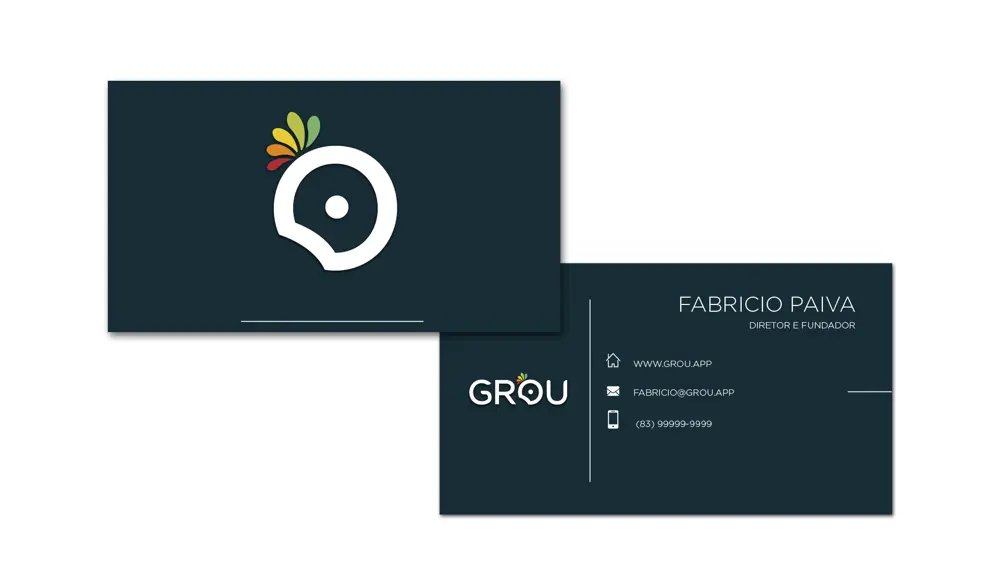 FABRICIO PAIVA
DIRETOR E FUNDADOR
WWW.GROU.APP
GROU
FABRICIO@GROU.APP
(83) 99999-9999